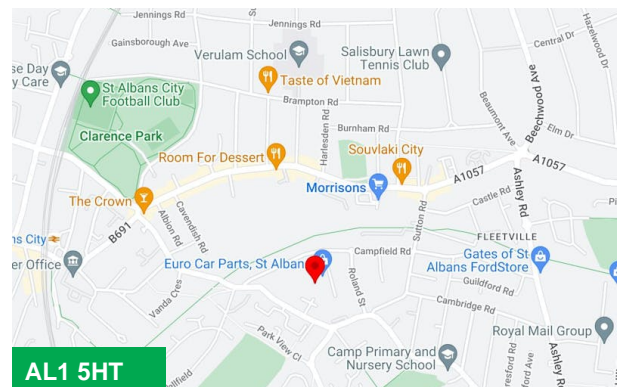 Jennings Rd
Jennings Rd
Gainsborough Ave
Verulam School
Salisbury Lawn
Tennis Club
Central Dr
Hazelwood Dr
se Day
y Care
St Albans City
Football Club
Taste of Vietnam
Beechwood Ave
Brampton Rd
Beaumont Ave
Clarence Park
Harlesden Rd
Burnham Rd
Elm Dr
Room For Dessert
Souvlaki City
A1057
A1057
Morrisons
Ashley Rd
The Crown
Castle Rd
B691
Albion Rd
Cavendish Rd
Sutton Rd
FLEETVILLE
ns City
er Office
Campfield Rd
Gates of St
Albans FordStore
Euro Car Parts, St Alban
Roland St
Guildford Rd
Vanda Cres
Cambridge Rd
Ashley Rd
Park View Cl
Royal Mail Group
Camp Primary and
Nursery School
eresford Rd
llfield
AL1 5HT